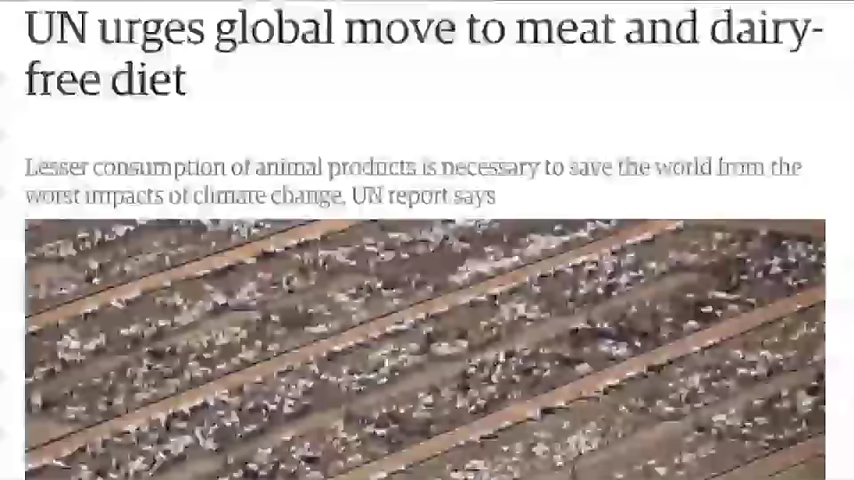 UN urges global move to meat and dairy-
free diet
Lesser consumption of animal products is necessary to save the world from the
worst impacts of climate change, UN report says